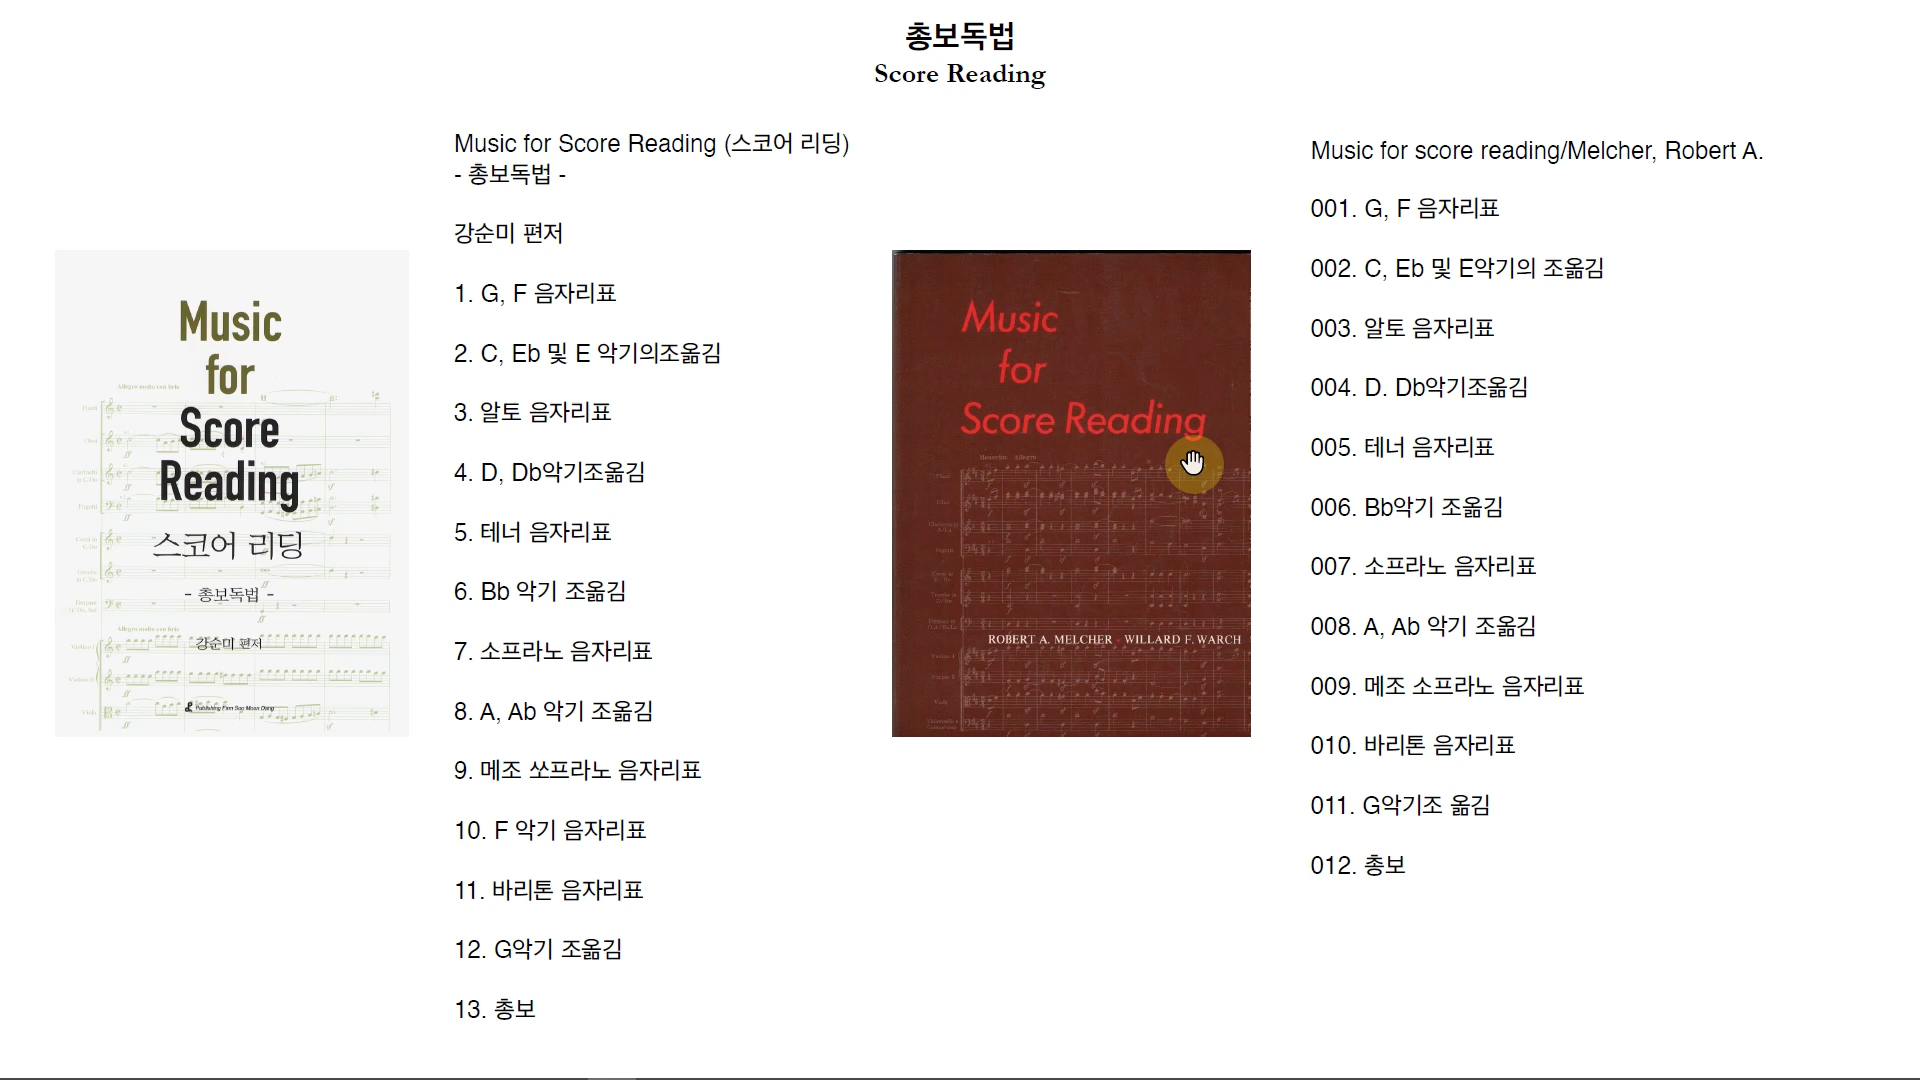 총보독법
Score Reading
Music
for
Score
Reading
스코어 리딩
- 총보독법 -
강순미 편저
Publishing Firm Soo Moon Dang
Music for Score Reading (스코어 리딩)
- 총보독법 -
강순미 편저
1. G, F 음자리표
2. C, Eb 및 E 악기의조옮김
3. 알토 음자리표
4. D, Db악기조옮김
5. 테너 음자리표
6. Bb 악기 조옮김
7. 소프라노 음자리표
8. A, Ab 악기 조옮김
9. 메조 쏘프라노 음자리표
10. F 악기 음자리표
11. 바리톤 음자리표
12. G악기 조옮김
13. 총보
Music
for
Score Reading
ROBERT A. MELCHER · WILLARD F. WARCH
Music for score reading/Melcher, Robert A.
001. G, F 음자리표
002. C, Eb 및 E악기의 조옮김
003. 알토 음자리표
004. D. Db악기조옮김
005. 테너 음자리표
006. Bb악기 조옮김
007. 소프라노 음자리표
008. A, Ab 악기 조옮김
009. 메조 소프라노 음자리표
010. 바리톤 음자리표
011. G악기조 옮김
012. 총보